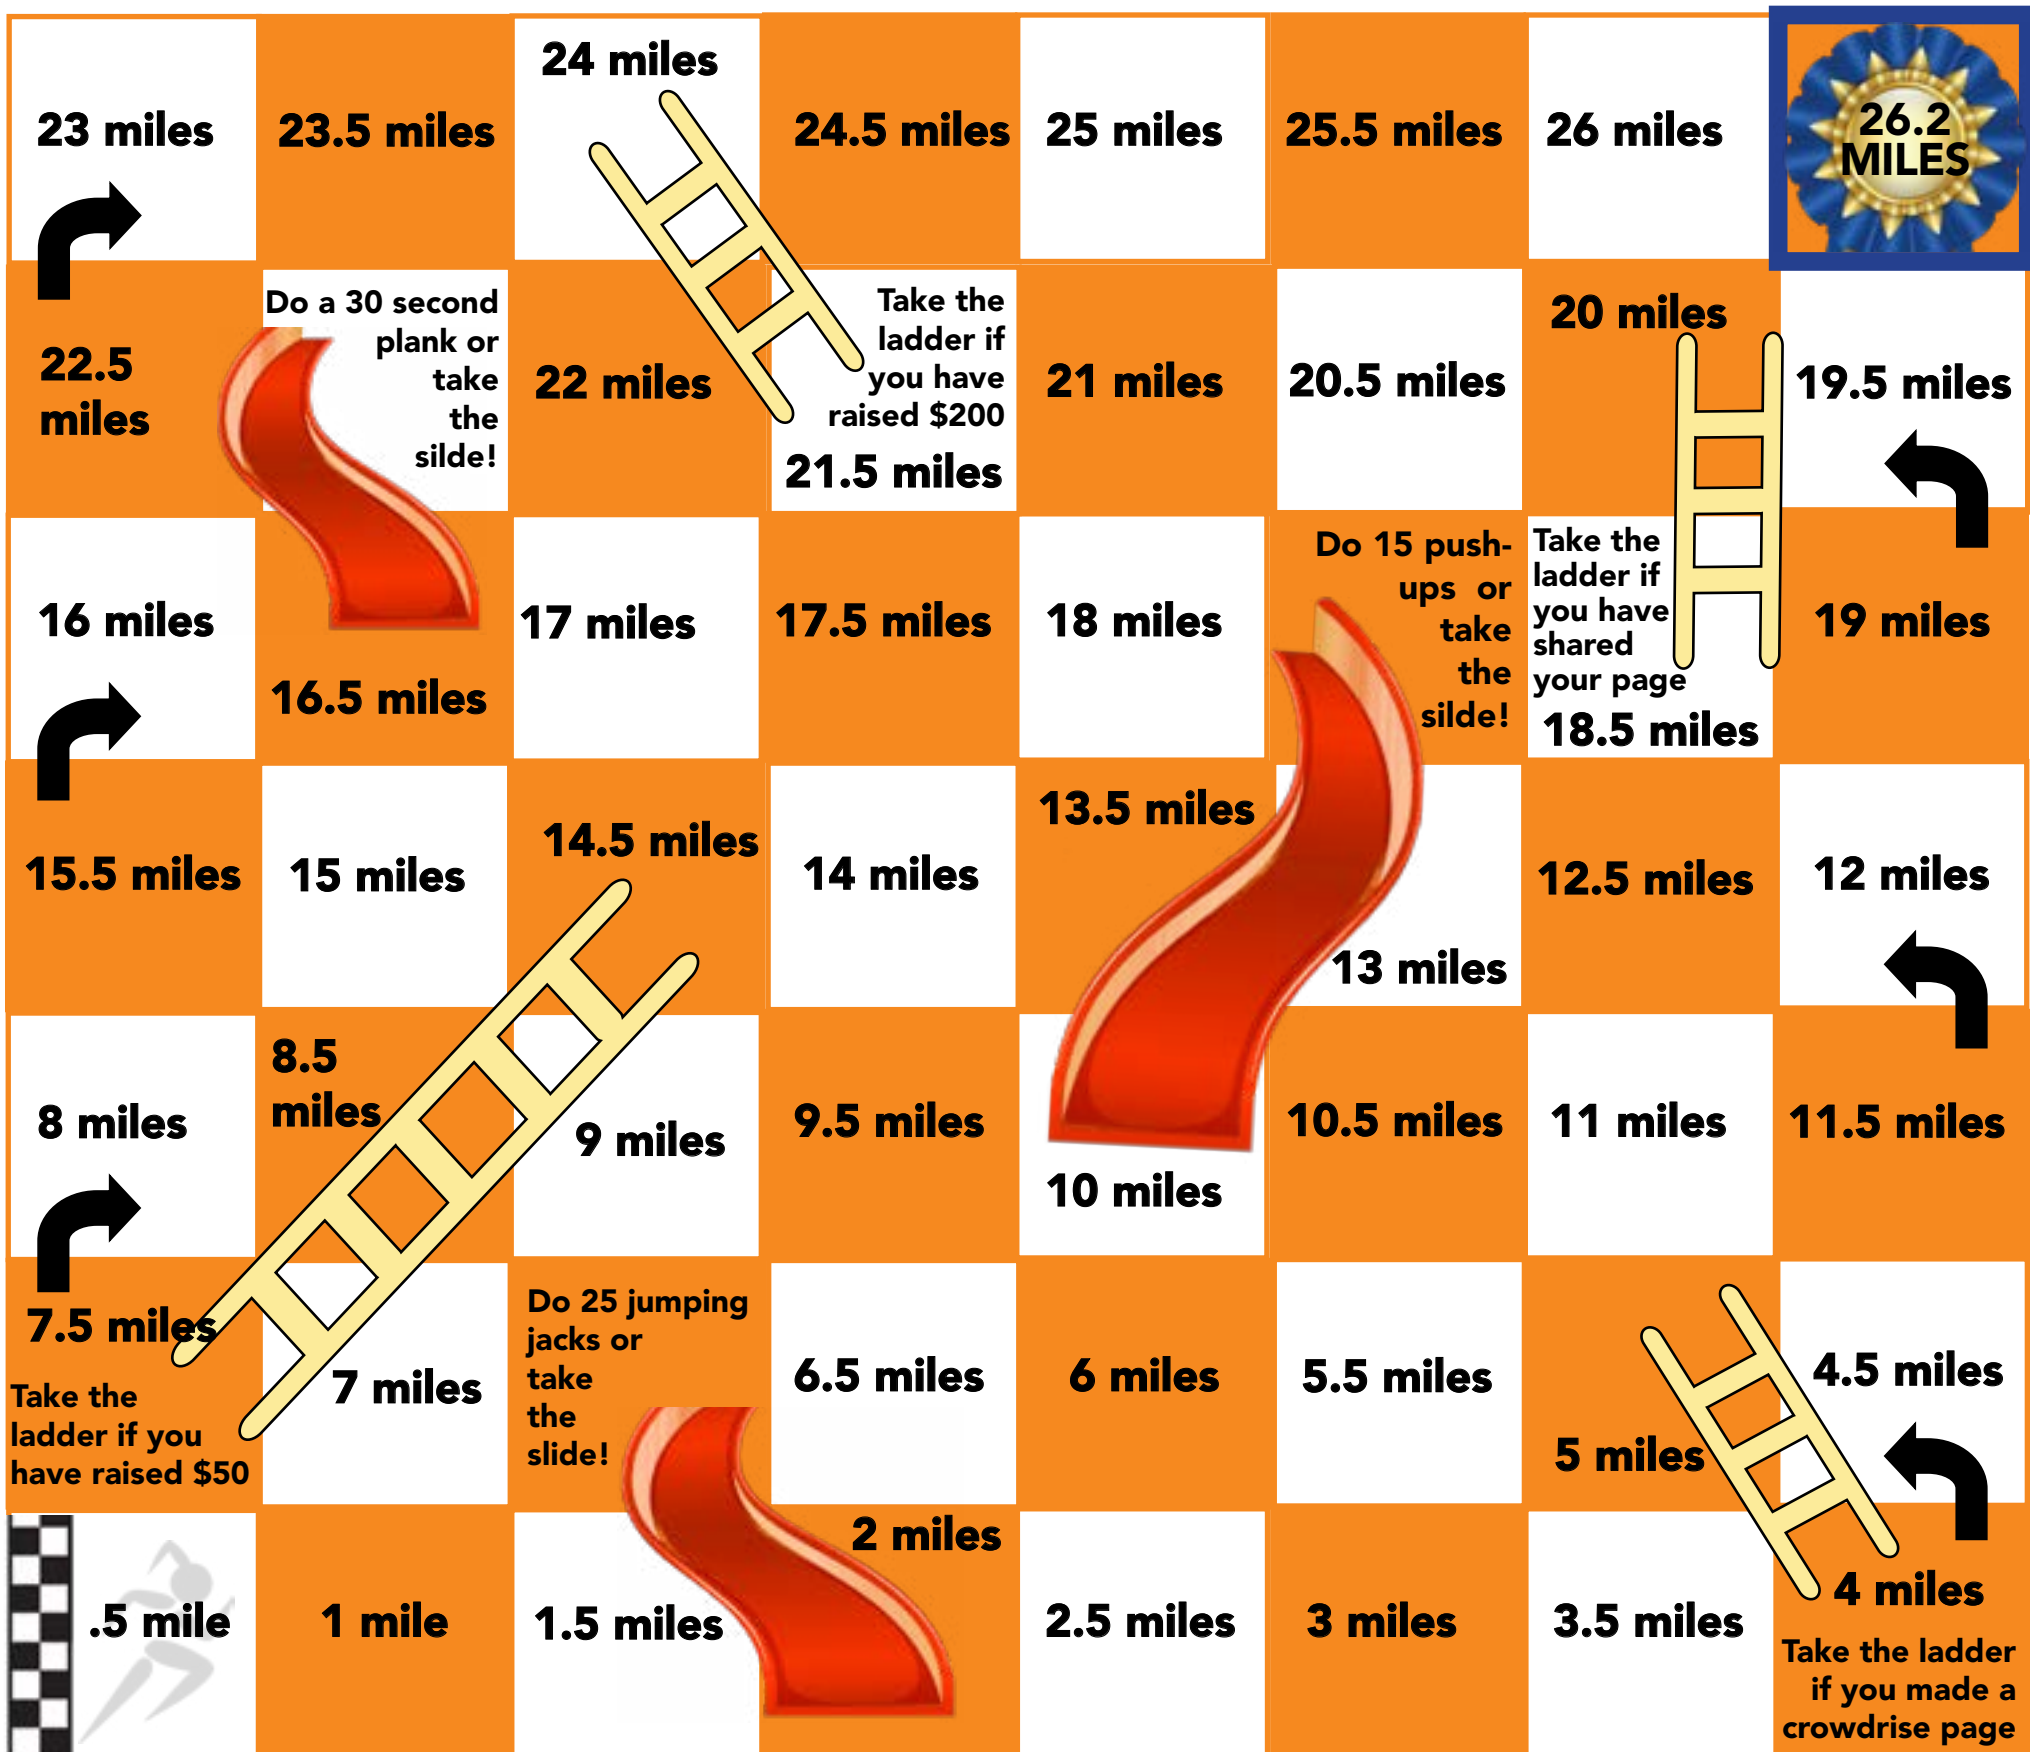 23 miles
23.5 miles
24 miles
24.5 miles
25 miles
25.5 miles
26 miles
26.2
MILES
22.5
miles
Do a 30 second
plank or
take
the
silde!
22 miles
Take the
ladder if
you have
raised $200
21.5 miles
21 miles
20.5 miles
20 miles
19.5 miles
16 miles
16.5 miles
17 miles
17.5 miles
18 miles
Do 15 push-
ups or
take
the
silde!
Take the
ladder if
you have
shared
your page
18.5 miles
19 miles
15.5 miles
15 miles
14.5 miles
14 miles
13.5 miles
13 miles
12.5 miles
12 miles
8 miles
8.5
miles
9 miles
9.5 miles
10 miles
10.5 miles
11 miles
11.5 miles
7.5 miles
Take the
ladder if you
have raised $50
7 miles
Do 25 jumping
jacks or
take
the
slide!
6.5 miles
6 miles
5.5 miles
5 miles
4.5 miles
.5 mile
1 mile
1.5 miles
2 miles
2.5 miles
3 miles
3.5 miles
4 miles
Take the ladder
if you made a
crowdrise page